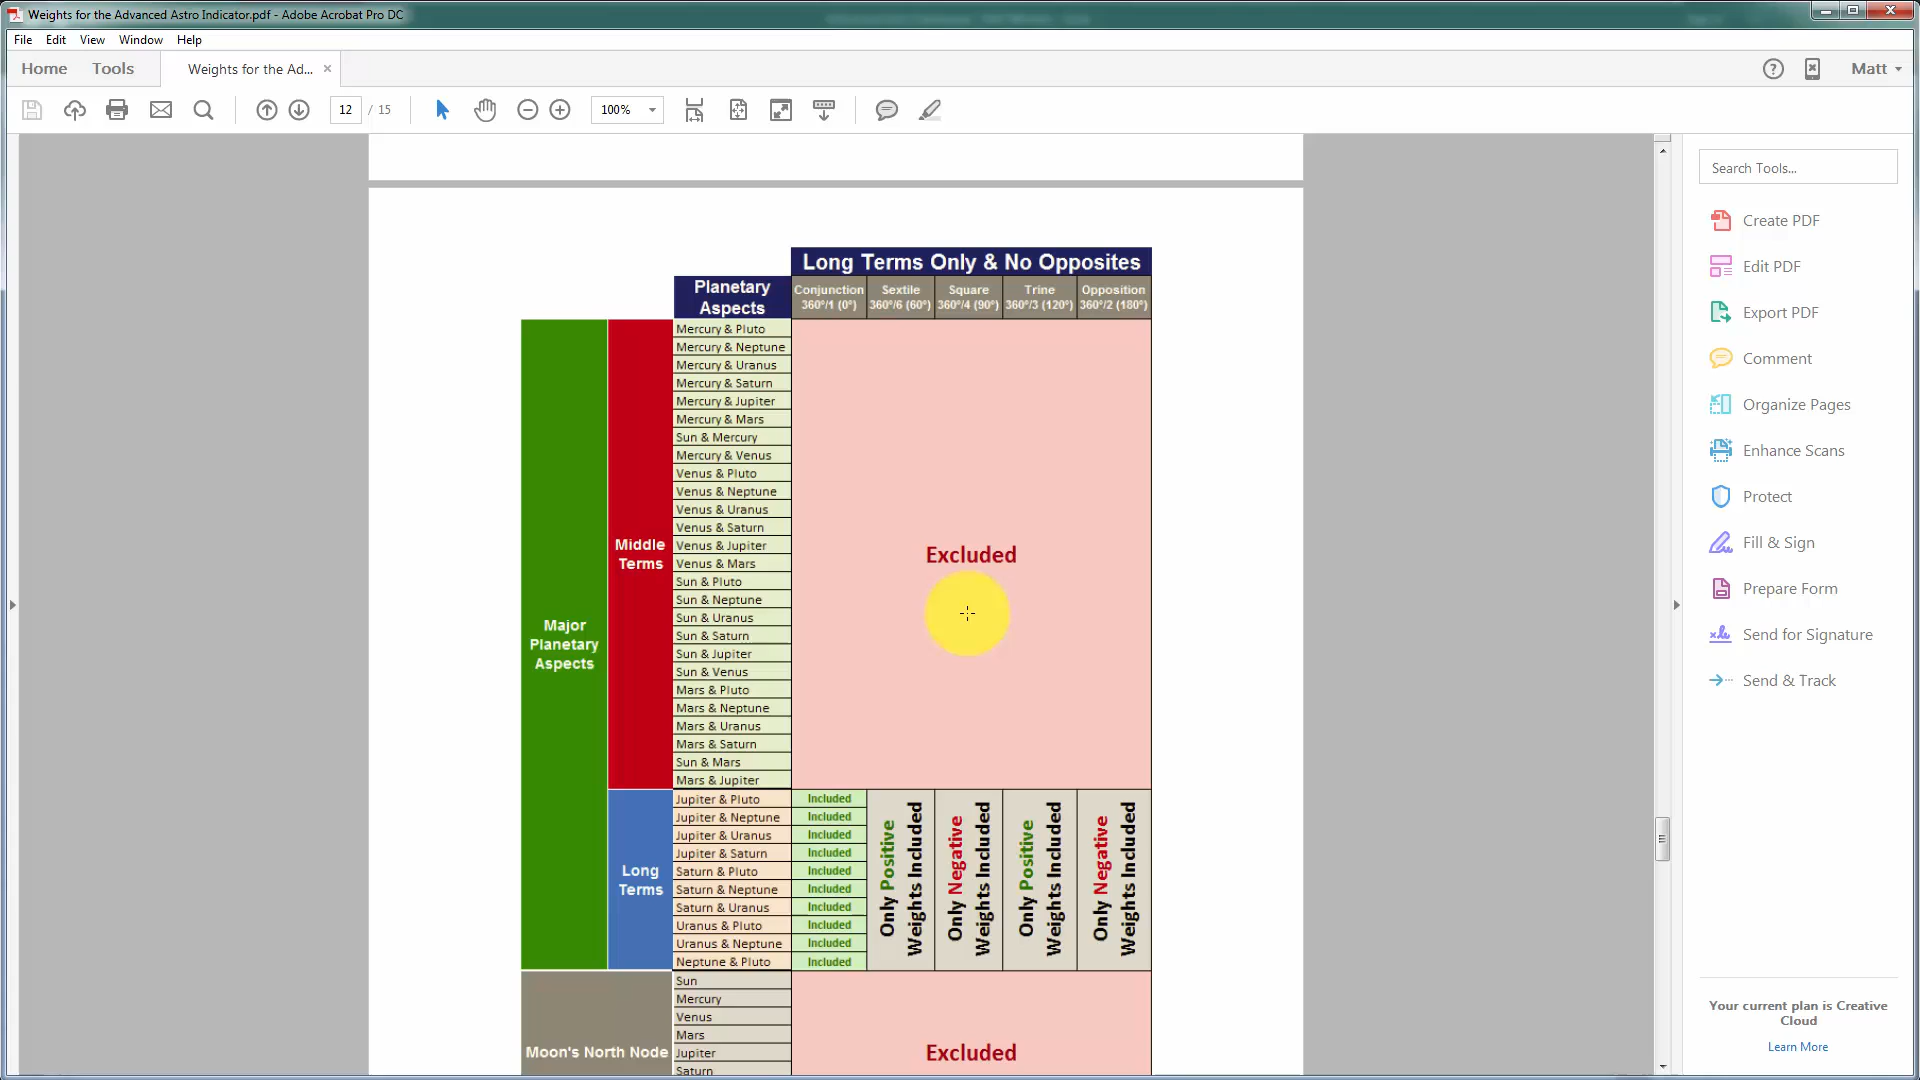 Weights for the Advanced Astro Indicator.pdf - Adobe Acrobat Pro DC
File Edit View Window Help
Home Tools Weights for the Ad... × Matt
12 / 15 100%
Search Tools...
Create PDF
Edit PDF
Export PDF
Comment
Organize Pages
Enhance Scans
Protect
Fill & Sign
Prepare Form
Send for Signature
Send & Track
Your current plan is Creative
Cloud
Learn More
Long Terms Only & No Opposites
Planetary
Aspects
Conjunction
360°/1 (0°)
Sextile
360°/6 (60°)
Square
360°/4 (90°)
Trine
360°/3 (120°)
Opposition
360°/2 (180°)
Major
Planetary
Aspects
Middle
Terms
Mercury & Pluto
Mercury & Neptune
Mercury & Uranus
Mercury & Saturn
Mercury & Jupiter
Mercury & Mars
Sun & Mercury
Mercury & Venus
Venus & Pluto
Venus & Neptune
Venus & Uranus
Venus & Saturn
Venus & Jupiter
Venus & Mars
Sun & Pluto
Sun & Neptune
Sun & Uranus
Sun & Saturn
Sun & Jupiter
Sun & Venus
Mars & Pluto
Mars & Neptune
Mars & Uranus
Mars & Saturn
Sun & Mars
Mars & Jupiter
Excluded
Long
Terms
Jupiter & Pluto Included
Jupiter & Neptune Included
Jupiter & Uranus Included
Jupiter & Saturn Included
Saturn & Pluto Included
Saturn & Neptune Included
Saturn & Uranus Included
Uranus & Pluto Included
Uranus & Neptune Included
Neptune & Pluto Included
Only Positive
Weights Included
Only Negative
Weights Included
Only Positive
Weights Included
Only Negative
Weights Included
Moon's North Node
Sun
Mercury
Venus
Mars
Jupiter
Saturn
Excluded